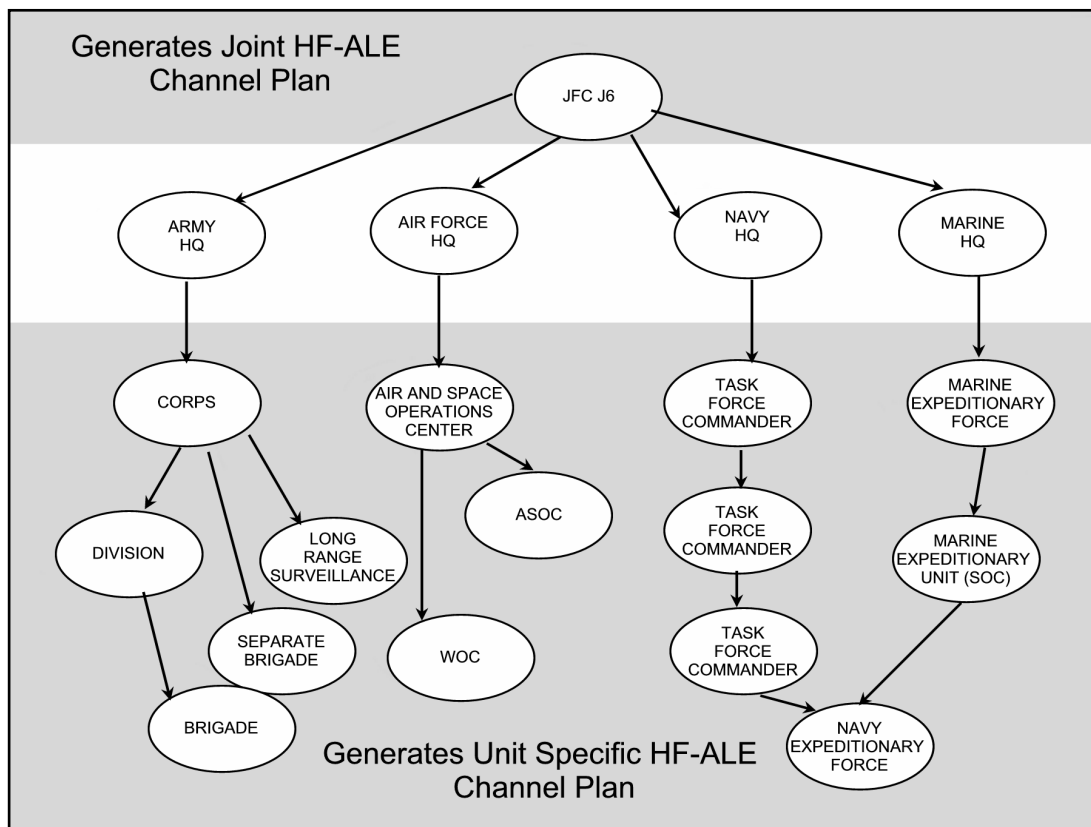 Generates Joint HF-ALE
Channel Plan
JFC J6
ARMY
HQ
AIR FORCE
HQ
NAVY
HQ
MARINE
HQ
CORPS
AIR AND SPACE
OPERATIONS
CENTER
TASK
FORCE
COMMANDER
MARINE
EXPEDITIONARY
FORCE
DIVISION
LONG
RANGE
SURVEILLANCE
ASOC
TASK
FORCE
COMMANDER
MARINE
EXPEDITIONARY
UNIT (SOC)
SEPARATE
BRIGADE
WOC
TASK
FORCE
COMMANDER
BRIGADE
NAVY
EXPEDITIONARY
FORCE
Generates Unit Specific HF-ALE
Channel Plan